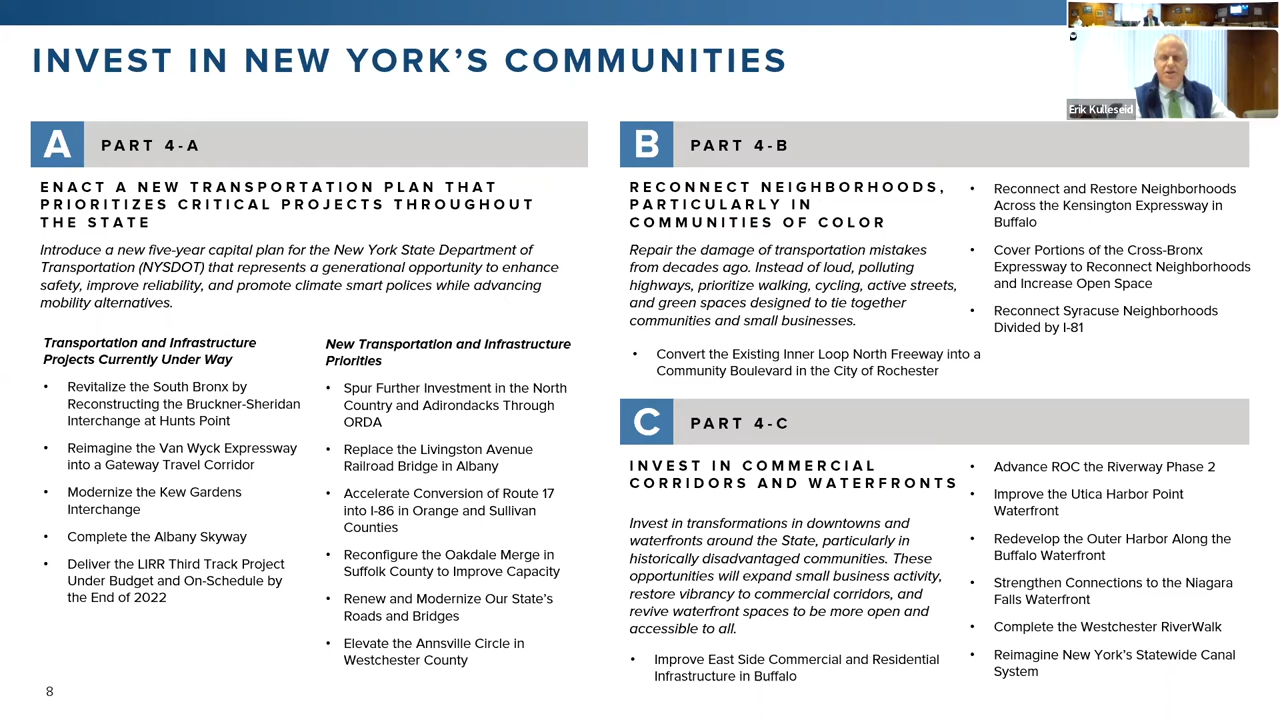 INVEST IN NEW YORK'S COMMUNITIES
Erik Kulleseid
A
PART 4-A
ENACT A NEW TRANSPORTATION PLAN THAT
PRIORITIZES CRITICAL PROJECTS THROUGHOUT
THE STATE
Introduce a new five-year capital plan for the New York State Department of
Transportation (NYSDOT) that represents a generational opportunity to enhance
safety, improve reliability, and promote climate smart polices while advancing
mobility alternatives.
Transportation and Infrastructure
Projects Currently Under Way
• Revitalize the South Bronx by
Reconstructing the Bruckner-Sheridan
Interchange at Hunts Point
• Reimagine the Van Wyck Expressway
into a Gateway Travel Corridor
• Modernize the Kew Gardens
Interchange
• Complete the Albany Skyway
• Deliver the LIRR Third Track Project
Under Budget and On-Schedule by
the End of 2022
New Transportation and Infrastructure
Priorities
• Spur Further Investment in the North
Country and Adirondacks Through
ORDA
• Replace the Livingston Avenue
Railroad Bridge in Albany
• Accelerate Conversion of Route 17
into I-86 in Orange and Sullivan
Counties
• Reconfigure the Oakdale Merge in
Suffolk County to Improve Capacity
• Renew and Modernize Our State's
Roads and Bridges
• Elevate the Annsville Circle in
Westchester County
B
PART 4-B
RECONNECT NEIGHBORHOODS,
PARTICULARLY IN
COMMUNITIES OF COLOR
Repair the damage of transportation mistakes
from decades ago. Instead of loud, polluting
highways, prioritize walking, cycling, active streets,
and green spaces designed to tie together
communities and small businesses.
• Convert the Existing Inner Loop North Freeway into a
Community Boulevard in the City of Rochester
• Reconnect and Restore Neighborhoods
Across the Kensington Expressway in
Buffalo
• Cover Portions of the Cross-Bronx
Expressway to Reconnect Neighborhoods
and Increase Open Space
• Reconnect Syracuse Neighborhoods
Divided by I-81
C
PART 4-C
INVEST IN COMMERCIAL
CORRIDORS AND WATERFRONTS
Invest in transformations in downtowns and
waterfronts around the State, particularly in
historically disadvantaged communities. These
opportunities will expand small business activity,
restore vibrancy to commercial corridors, and
revive waterfront spaces to be more open and
accessible to all.
• Improve East Side Commercial and Residential
Infrastructure in Buffalo
• Advance ROC the Riverway Phase 2
• Improve the Utica Harbor Point
Waterfront
• Redevelop the Outer Harbor Along the
Buffalo Waterfront
• Strengthen Connections to the Niagara
Falls Waterfront
• Complete the Westchester RiverWalk
• Reimagine New York's Statewide Canal
System
8